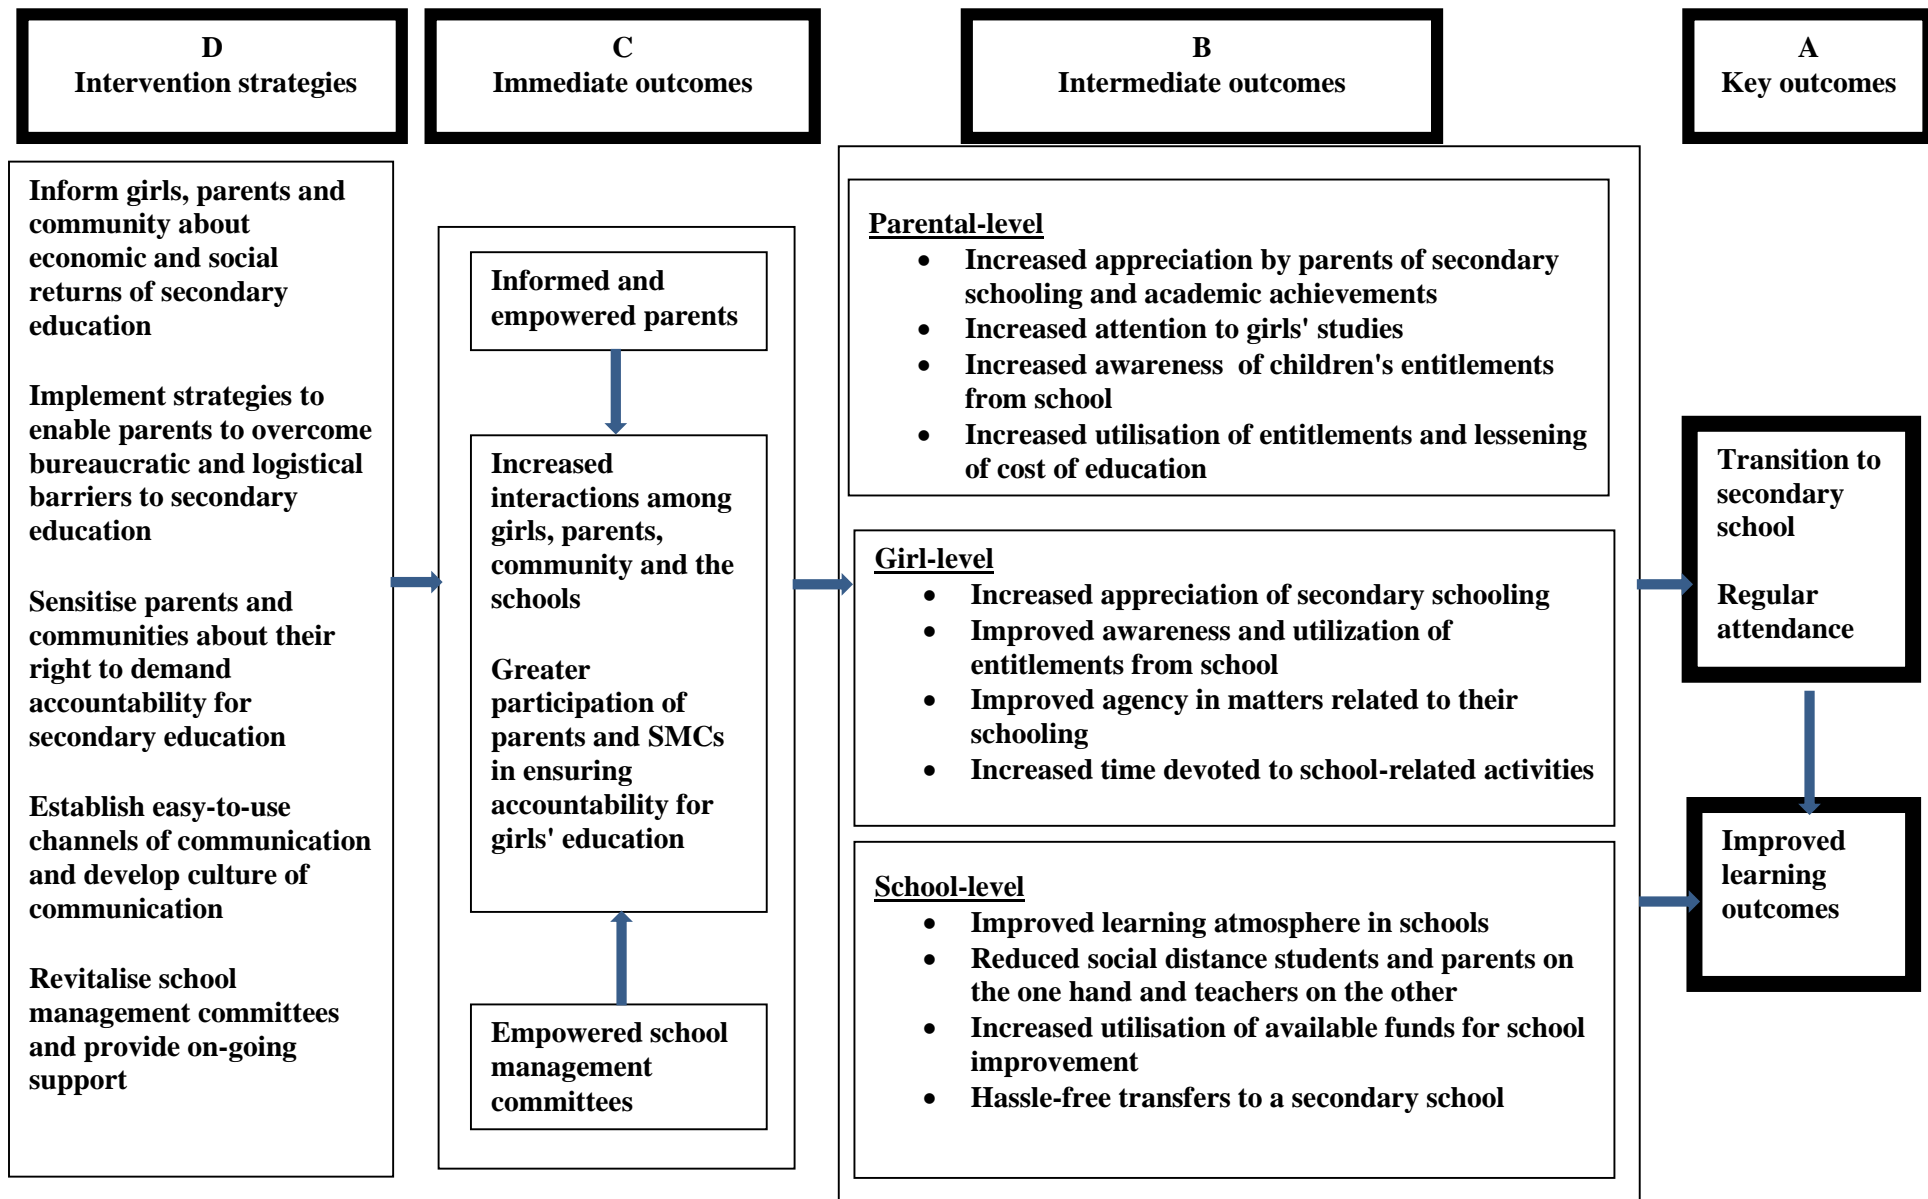 D
Intervention strategies
C
Immediate outcomes
B
Intermediate outcomes
A
Key outcomes
Inform girls, parents and
community about
economic and social
returns of secondary
education
Implement strategies to
enable parents to overcome
bureaucratic and logistical
barriers to secondary
education
Sensitise parents and
communities about their
right to demand
accountability for
secondary education
Establish easy-to-use
channels of communication
and develop culture of
communication
Revitalise school
management committees
and provide on-going
support
Informed and
empowered parents
Increased
interactions among
girls, parents,
community and the
schools
Greater
participation of
parents and SMCs
in ensuring
accountability for
girls' education
Empowered school
management
committees
Parental-level
• Increased appreciation by parents of secondary
schooling and academic achievements
• Increased attention to girls' studies
• Increased awareness  of children's entitlements
from school
• Increased utilisation of entitlements and lessening
of cost of education
Girl-level
• Increased appreciation of secondary schooling
• Improved awareness and utilization of
entitlements from school
• Improved agency in matters related to their
schooling
• Increased time devoted to school-related activities
School-level
• Improved learning atmosphere in schools
• Reduced social distance students and parents on
the one hand and teachers on the other
• Increased utilisation of available funds for school
improvement
• Hassle-free transfers to a secondary school
Transition to
secondary
school
Regular
attendance
Improved
learning
outcomes